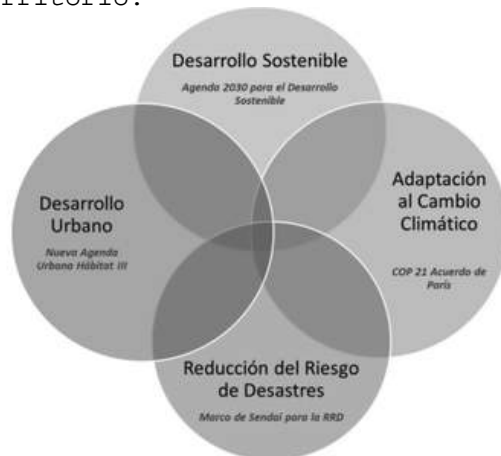 rritorio.
Desarrollo Sostenible
Agenda 2030 para el Desarrollo
Sostenible
Desarrollo
Urbano
Nueva Agenda
Urbana Hábitat III
Adaptación
al Cambio
Climático
COP 21 Acuerdo de
París
Reducción del Riesgo
de Desastres
Marco de Sendai para la RRD